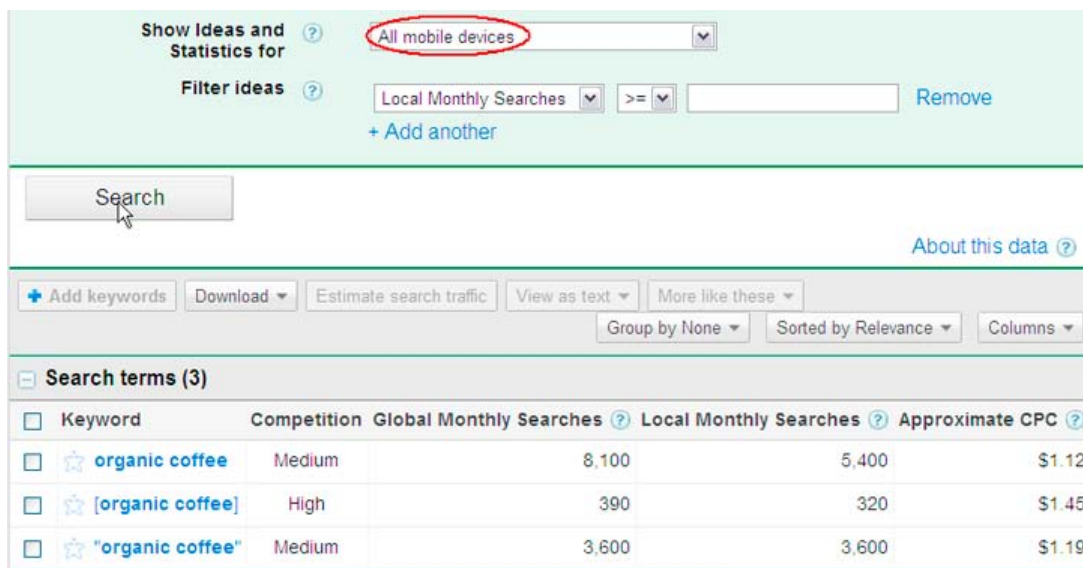 Show Ideas and Statistics for ? All mobile devices
Filter ideas ? Local Monthly Searches >= Remove
+ Add another
Search
About this data ?
+ Add keywords Download Estimate search traffic View as text More like these
Group by None Sorted by Relevance Columns
Search terms (3)
Keyword Competition Global Monthly Searches ? Local Monthly Searches ? Approximate CPC ?
organic coffee Medium 8,100 5,400 $1.12
[organic coffee] High 390 320 $1.45
"organic coffee" Medium 3,600 3,600 $1.19